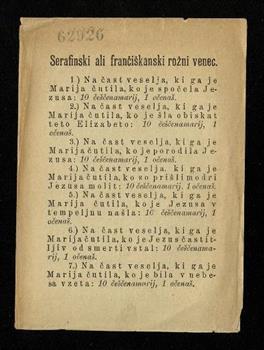 62926
Serafinski ali frančiškanski rožni venec.
1.) Na čast veselja, ki ga je
Marija čutila, ko je spočela Je-
zusa: 10 češčenamarij, 1 očenaš.
2.) Na čast veselja, ki ga je
Marija čutila, ko je šla obiskat
teto Elizabeto: 10 češčenamarij, 1
očenaš.
3.) Na čast veselja, ki ga je
Marija čutila, ko je porodila Je-
zusa: 10 češčenamarij, 1 očenaš.
4.) Na čast veselja, ki ga je
Marija čutila, ko so prišli modri
Jezusa molit: 10 češčenamarij, 1 očenaš.
5.) Na čast veselja, ki ga je
Marija čutila, ko je Jezusa v
tempeljnu našla: 10 češčenamarij, 1
očenaš.
6.) Na čast veselja, ki ga je
Marija čutila, ko je Jezus častit-
ljiv od smerti vstal: 10 češčenama-
rij, 1 očenaš.
7.) Na čast veselja, ki ga je
Marija čutila, ko je bila v nebe-
sa vzeta: 10 češčenamarij, 1 očenaš.